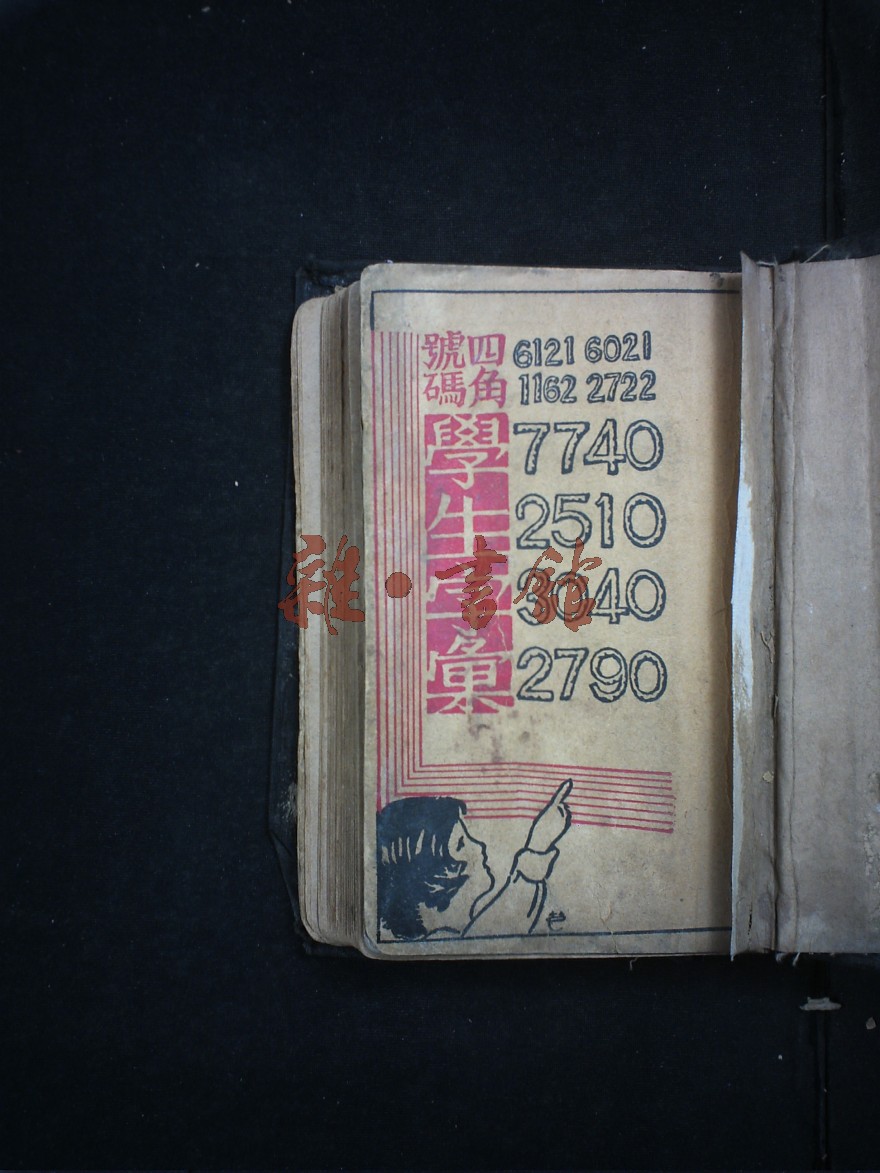 號四 6121 6021
碼角 1162 2722
學 7740
生 2510
字 3040
彙 2790
雜·書館